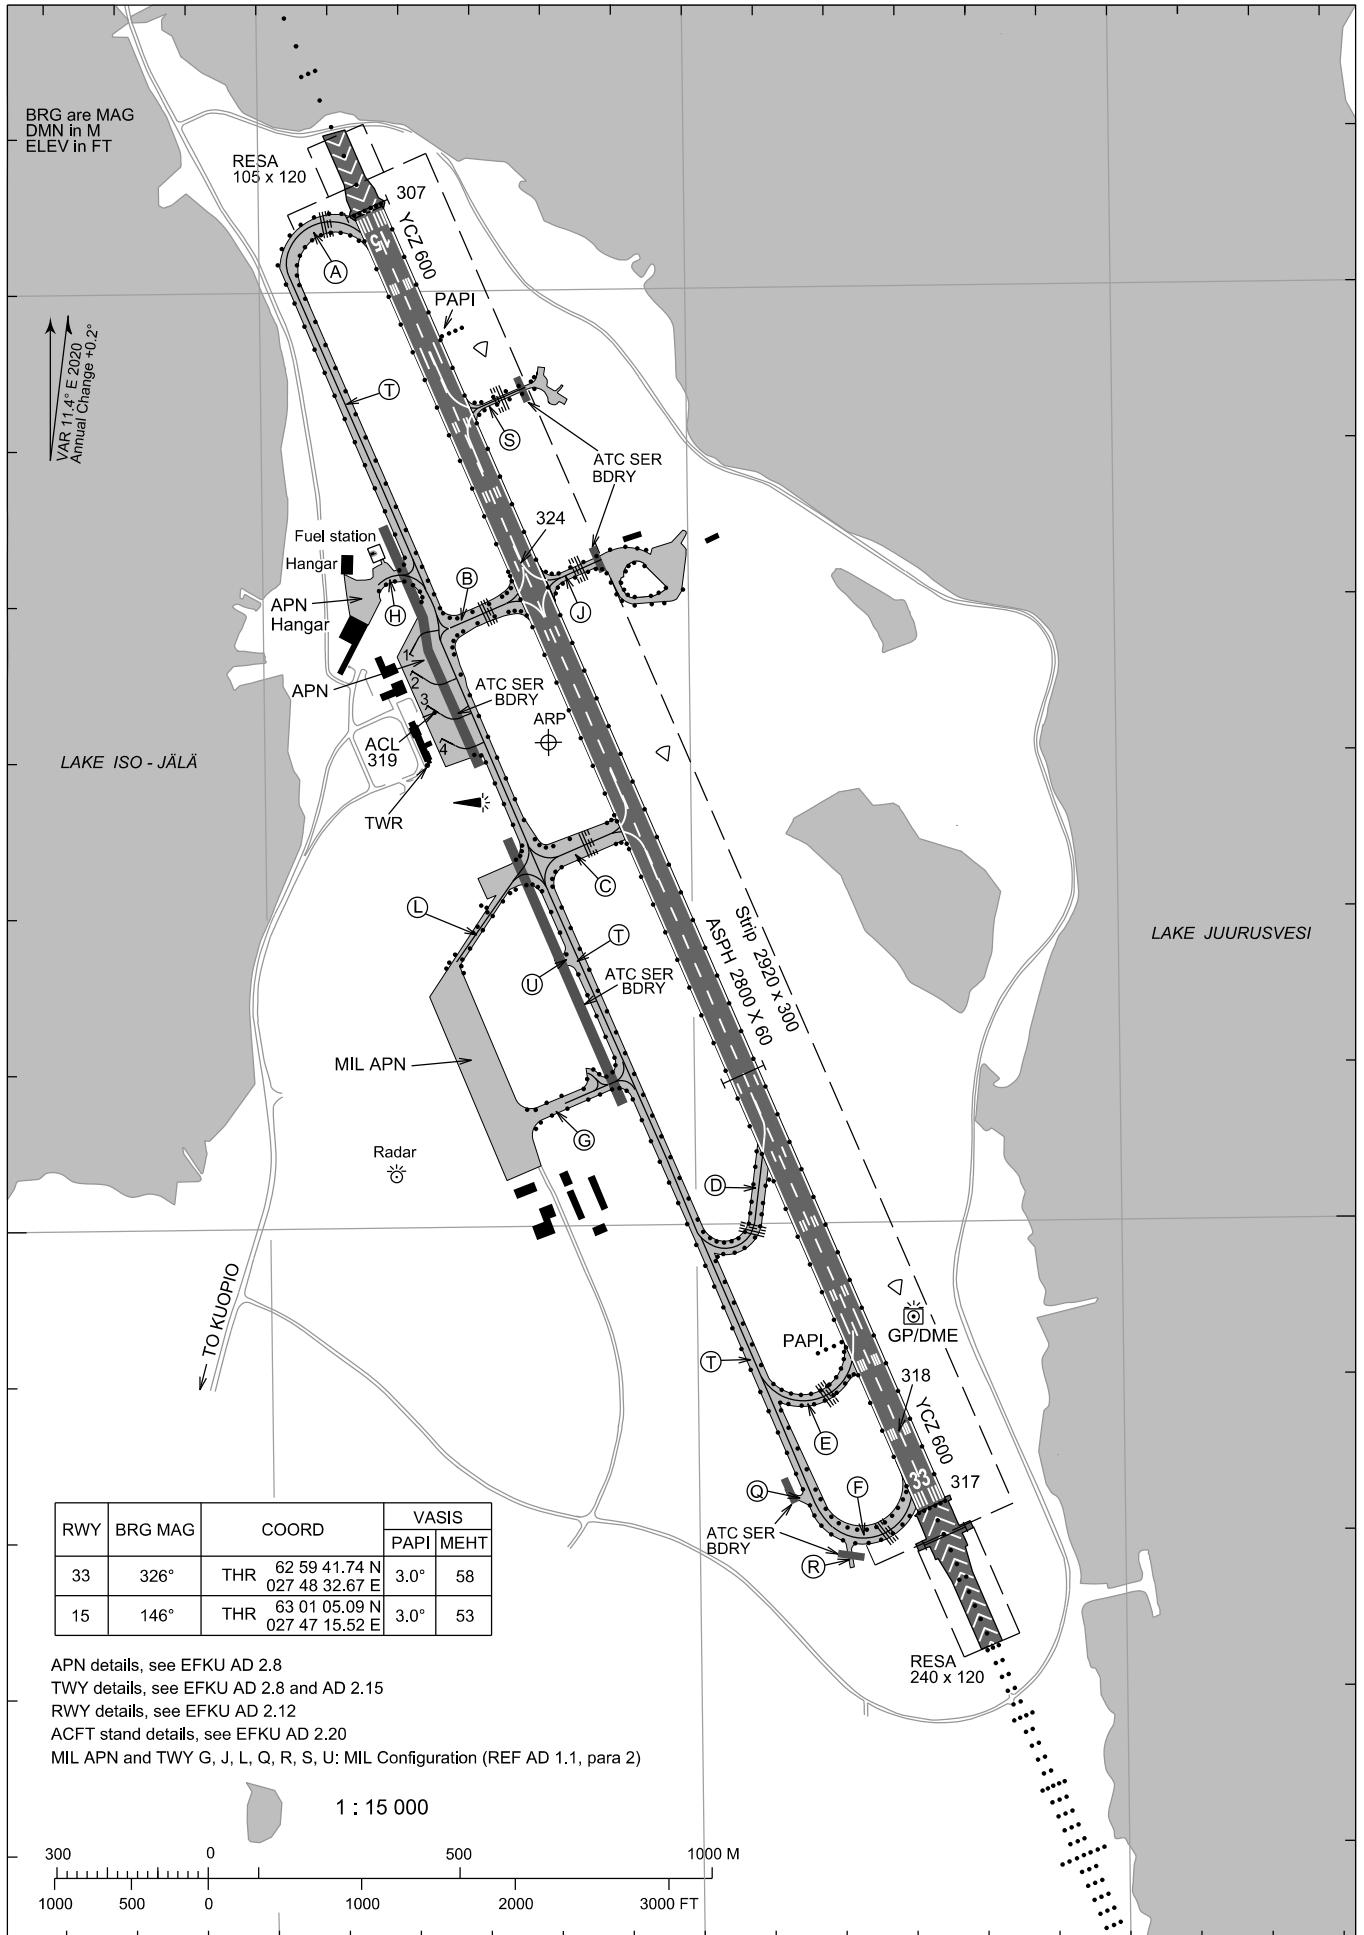 BRG are MAG
DMN in M
ELEV in FT
RESA
105 x 120
307
15
YCZ 600
A
PAPI
VAR 11.4° E 2020
Annual Change +0.2°
T
S
ATC SER
BDRY
324
Fuel station
Hangar
B
APN
Hangar
H
J
1
APN
2
ATC SER
BDRY
3
ARP
ACL
319
4
LAKE ISO - JÄLÄ
TWR
C
L
Strip 2920 x 300
ASPH 2800 X 60
LAKE JUURUSVESI
T
U
ATC SER
BDRY
MIL APN
G
Radar
D
TO KUOPIO
GP/DME
PAPI
T
318
YCZ 600
E
33
317
Q
F
ATC SER
BDRY
R
RWY BRG MAG COORD VASIS
PAPI MEHT
33 326° THR 62 59 41.74 N 3.0° 58
027 48 32.67 E
15 146° THR 63 01 05.09 N 3.0° 53
027 47 15.52 E
RESA
240 x 120
APN details, see EFKU AD 2.8
TWY details, see EFKU AD 2.8 and AD 2.15
RWY details, see EFKU AD 2.12
ACFT stand details, see EFKU AD 2.20
MIL APN and TWY G, J, L, Q, R, S, U: MIL Configuration (REF AD 1.1, para 2)
1 : 15 000
300 0 500 1000 M
1000 500 0 1000 2000 3000 FT